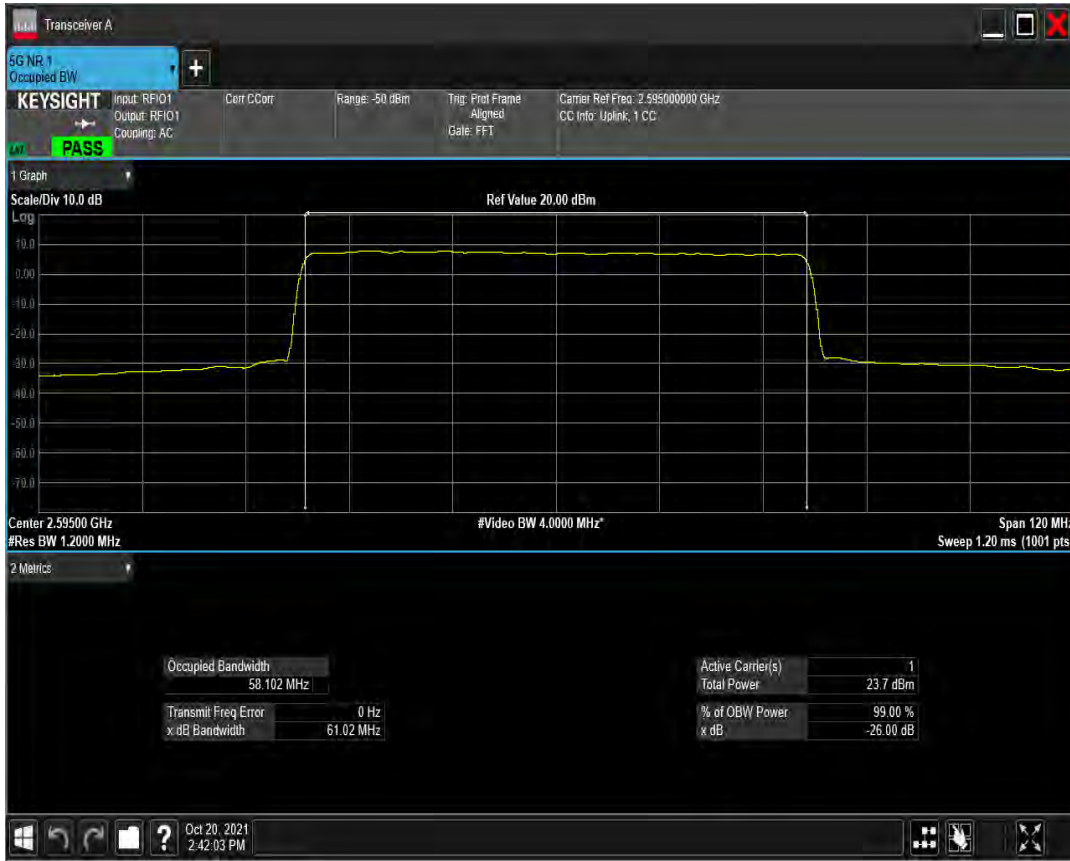 Transceiver A
5G NR 1
Occupied BW
+
KEYSIGHT
Input: RFIO1
Output: RFIO1
Coupling: AC
Corr CCorr
Range: -50 dBm
Trig: Prot Frame
Aligned
Gate: FFT
Carrier Ref Freq: 2.595000000 GHz
CC Info: Uplink, 1 CC
PASS
1 Graph
Scale/Div 10.0 dB
Ref Value 20.00 dBm
Log
10.0
0.00
-10.0
-20.0
-30.0
-40.0
-50.0
-60.0
-70.0
Center 2.59500 GHz
#Video BW 4.0000 MHz*
Span 120 MHz
#Res BW 1.2000 MHz
Sweep 1.20 ms (1001 pts
2 Metrics
Occupied Bandwidth
58.102 MHz
Transmit Freq Error 0 Hz
x dB Bandwidth 61.02 MHz
Active Carrier(s) 1
Total Power 23.7 dBm
% of OBW Power 99.00 %
x dB -26.00 dB
?
Oct 20, 2021
2:42:03 PM